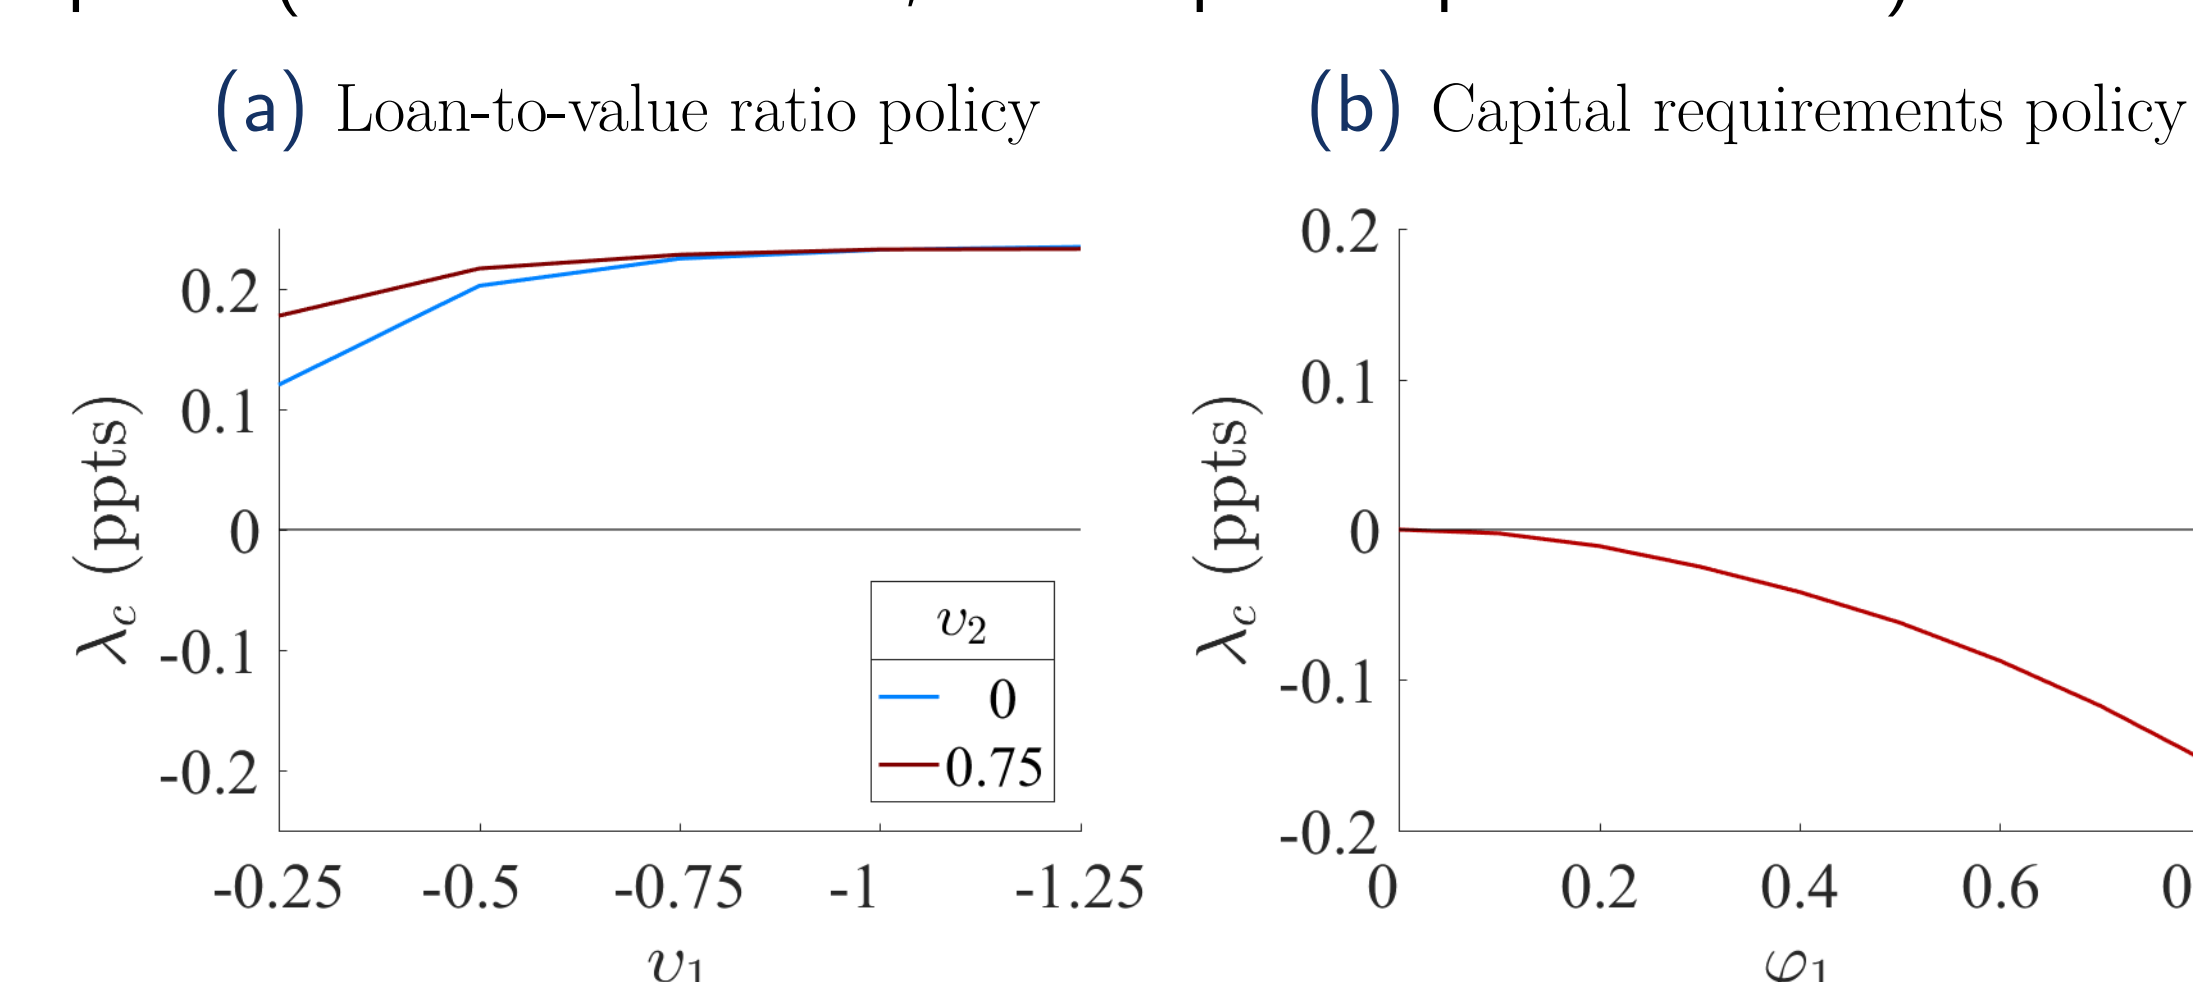 (a) Loan-to-value ratio policy
0.2
0.1
0
-0.1
-0.2
λc (ppts)
υ2
0
0.75
-0.25 -0.5 -0.75 -1 -1.25
υ1
(b) Capital requirements policy
0.2
0.1
0
-0.1
-0.2
λc (ppts)
0 0.2 0.4 0.6
φ1